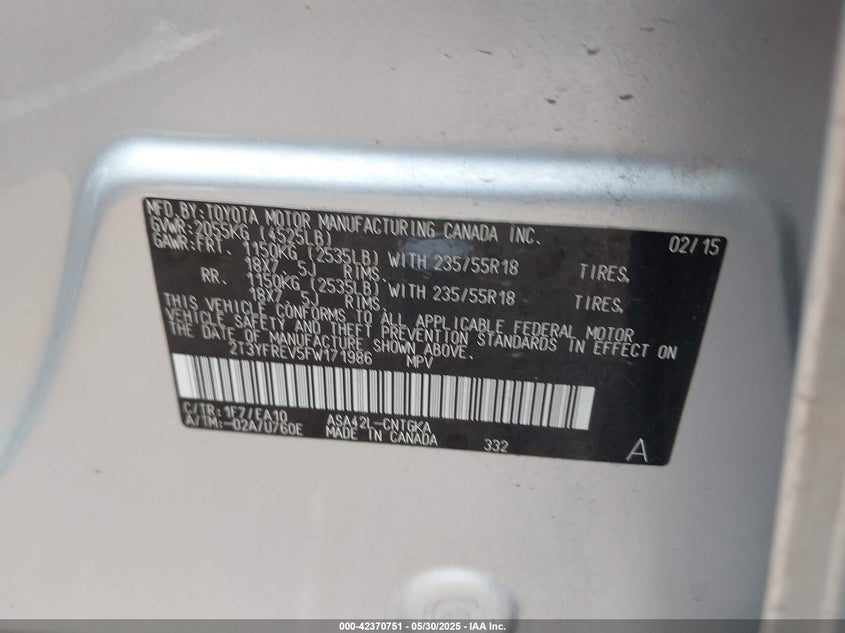 MFD.BY:TOYOTA MOTOR MANUFACTURING CANADA INC. 02/15
GVWR:2055KG (4525LB)
GAWR:FRT. 1150KG (2535LB) WITH 235/55R18 TIRES,
18X7.5J RIMS
RR. 1150KG (2535LB) WITH 235/55R18 TIRES,
18X7.5J RIMS
THIS VEHICLE CONFORMS TO ALL APPLICABLE FEDERAL MOTOR
VEHICLE SAFETY AND THEFT PREVENTION STANDARDS IN EFFECT ON
THE DATE OF MANUFACTURE SHOWN ABOVE.
2T3YFREV5FW171986 MPV
C/TR:1F7/EA10 ASA42L-CNTGKA
A/TM:-02A/U760E MADE IN CANADA 332 A
000-42370751 — 05/30/2025 — IAA Inc.